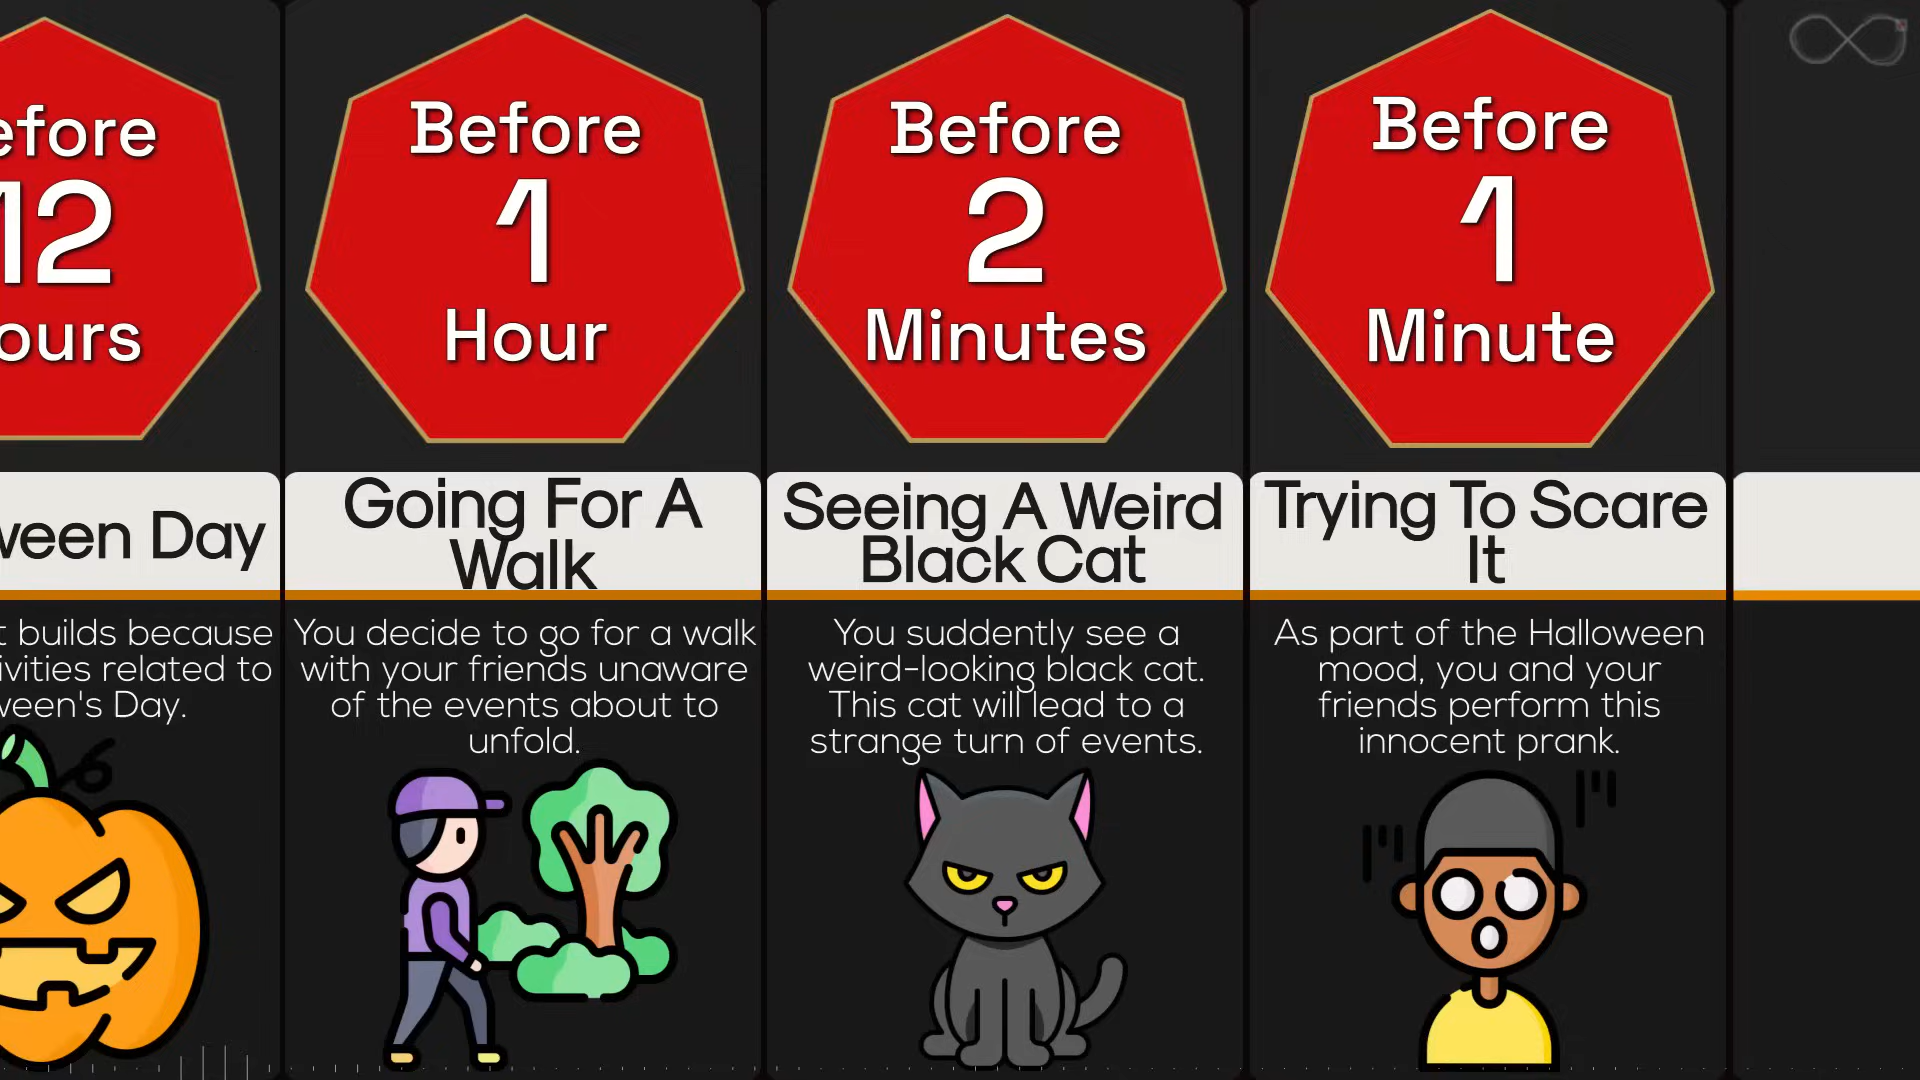 efore
12
ours
ween Day
t builds because
ivities related to
ween's Day.
Before
1
Hour
Going For A
Walk
You decide to go for a walk
with your friends unaware
of the events about to
unfold.
Before
2
Minutes
Seeing A Weird
Black Cat
You suddently see a
weird-looking black cat.
This cat will lead to a
strange turn of events.
Before
1
Minute
Trying To Scare
It
As part of the Halloween
mood, you and your
friends perform this
innocent prank.